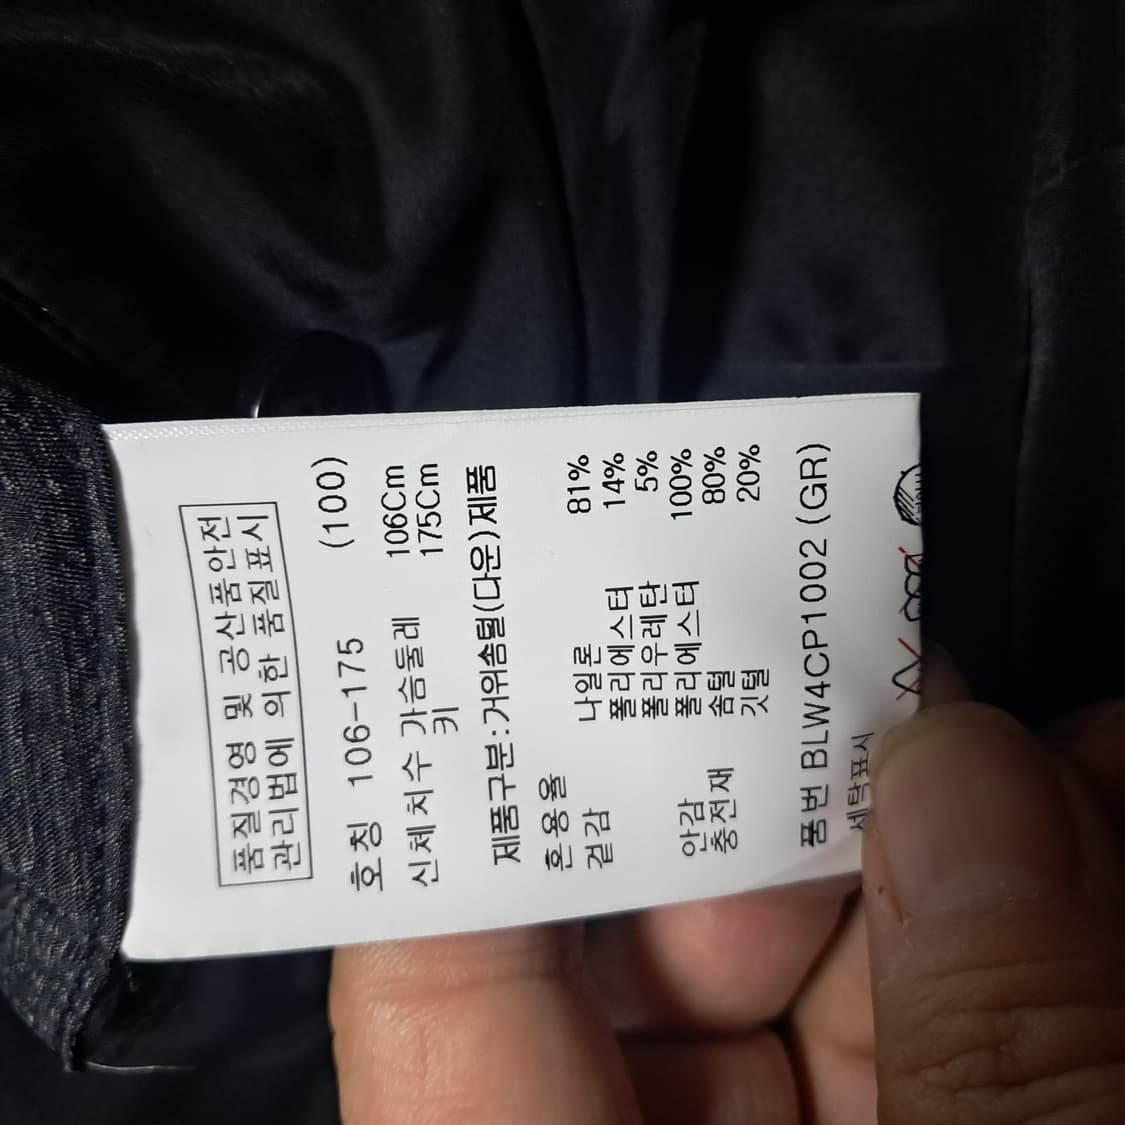 품질경영 및 공산품안전
관리법에 의한 품질표시
호칭 106-175 (100)
신체치수 가슴둘레 106Cm
키 175Cm
제품구분:거위솜털(다운)제품
혼용율
겉감 나일론 81%
폴리에스터 14%
폴리우레탄 5%
안감 폴리에스터 100%
충전재 솜털 80%
깃털 20%
품번 BLW4CP1002 (GR)
세탁표시